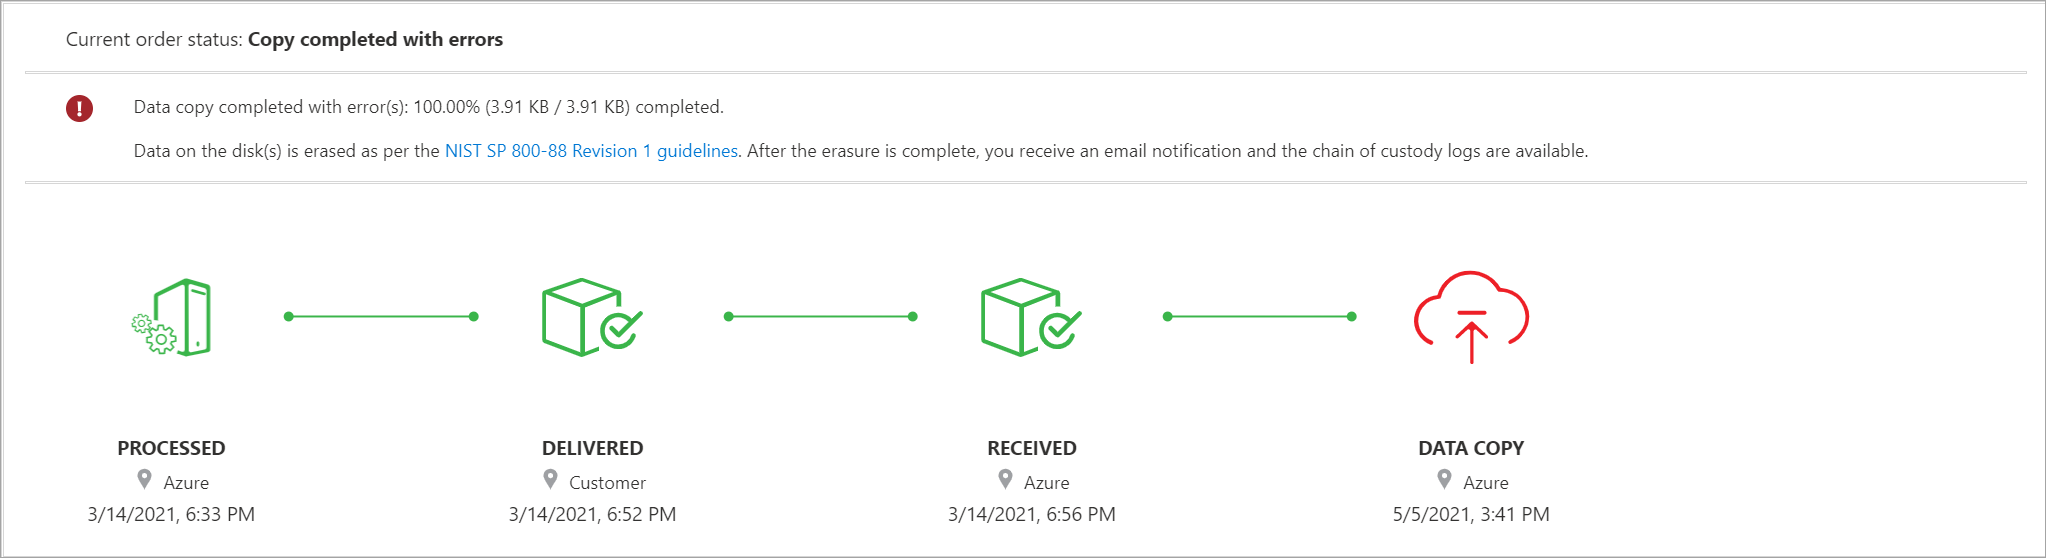 Current order status: Copy completed with errors
Data copy completed with error(s): 100.00% (3.91 KB / 3.91 KB) completed.
Data on the disk(s) is erased as per the NIST SP 800-88 Revision 1 guidelines. After the erasure is complete, you receive an email notification and the chain of custody logs are available.
PROCESSED DELIVERED RECEIVED DATA COPY
Azure Customer Azure Azure
3/14/2021, 6:33 PM 3/14/2021, 6:52 PM 3/14/2021, 6:56 PM 5/5/2021, 3:41 PM